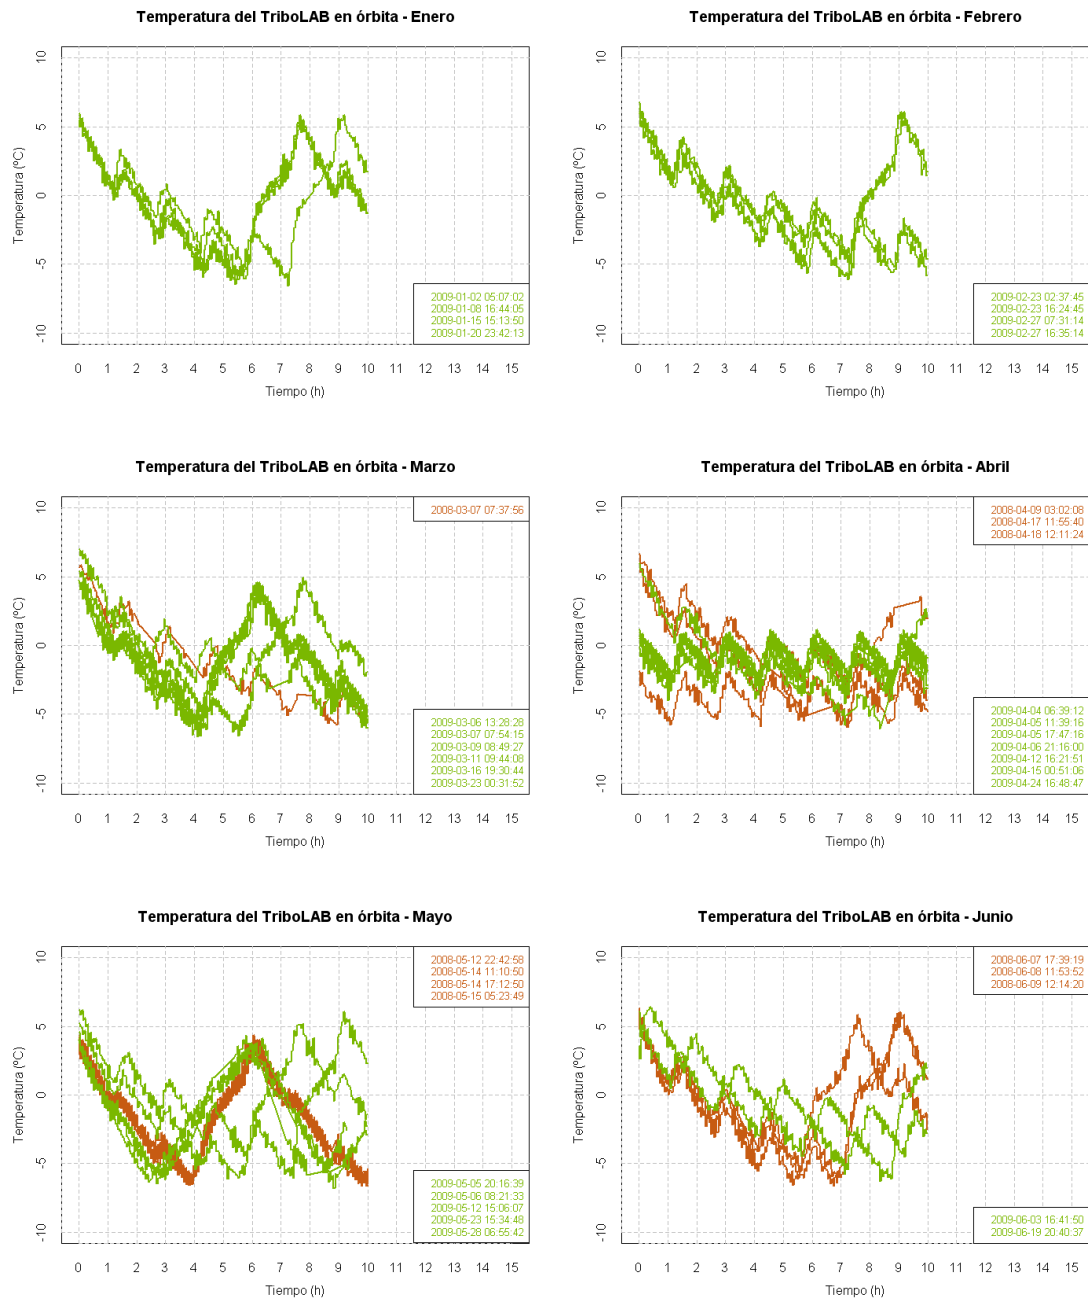 Temperatura del TriboLAB en órbita - Enero
Temperatura (ºC)
10
5
0
-5
-10
2009-01-02 05:07:02
2009-01-08 16:44:05
2009-01-15 15:13:50
2009-01-20 23:42:13
0 1 2 3 4 5 6 7 8 9 10 11 12 13 14 15
Tiempo (h)
Temperatura del TriboLAB en órbita - Febrero
Temperatura (ºC)
10
5
0
-5
-10
2009-02-23 02:37:45
2009-02-23 16:24:45
2009-02-27 07:31:14
2009-02-27 16:35:14
0 1 2 3 4 5 6 7 8 9 10 11 12 13 14 15
Tiempo (h)
Temperatura del TriboLAB en órbita - Marzo
Temperatura (ºC)
10
5
0
-5
-10
2008-03-07 07:37:56
2009-03-06 13:28:28
2009-03-07 07:54:15
2009-03-09 08:49:27
2009-03-11 09:44:08
2009-03-16 19:30:44
2009-03-23 00:31:52
0 1 2 3 4 5 6 7 8 9 10 11 12 13 14 15
Tiempo (h)
Temperatura del TriboLAB en órbita - Abril
Temperatura (ºC)
10
5
0
-5
-10
2008-04-09 03:02:08
2008-04-17 11:55:40
2008-04-18 12:11:24
2009-04-04 06:39:12
2009-04-05 11:39:16
2009-04-05 17:47:16
2009-04-06 21:16:00
2009-04-12 16:21:51
2009-04-15 00:51:06
2009-04-24 16:48:47
0 1 2 3 4 5 6 7 8 9 10 11 12 13 14 15
Tiempo (h)
Temperatura del TriboLAB en órbita - Mayo
Temperatura (ºC)
10
5
0
-5
-10
2008-05-12 22:42:58
2008-05-14 11:10:50
2008-05-14 17:12:50
2008-05-15 05:23:49
2009-05-05 20:16:39
2009-05-06 08:21:33
2009-05-12 15:06:07
2009-05-23 15:34:48
2009-05-28 06:55:42
0 1 2 3 4 5 6 7 8 9 10 11 12 13 14 15
Tiempo (h)
Temperatura del TriboLAB en órbita - Junio
Temperatura (ºC)
10
5
0
-5
-10
2008-06-07 17:39:19
2008-06-08 11:53:52
2008-06-09 12:14:20
2009-06-03 16:41:50
2009-06-19 20:40:37
0 1 2 3 4 5 6 7 8 9 10 11 12 13 14 15
Tiempo (h)